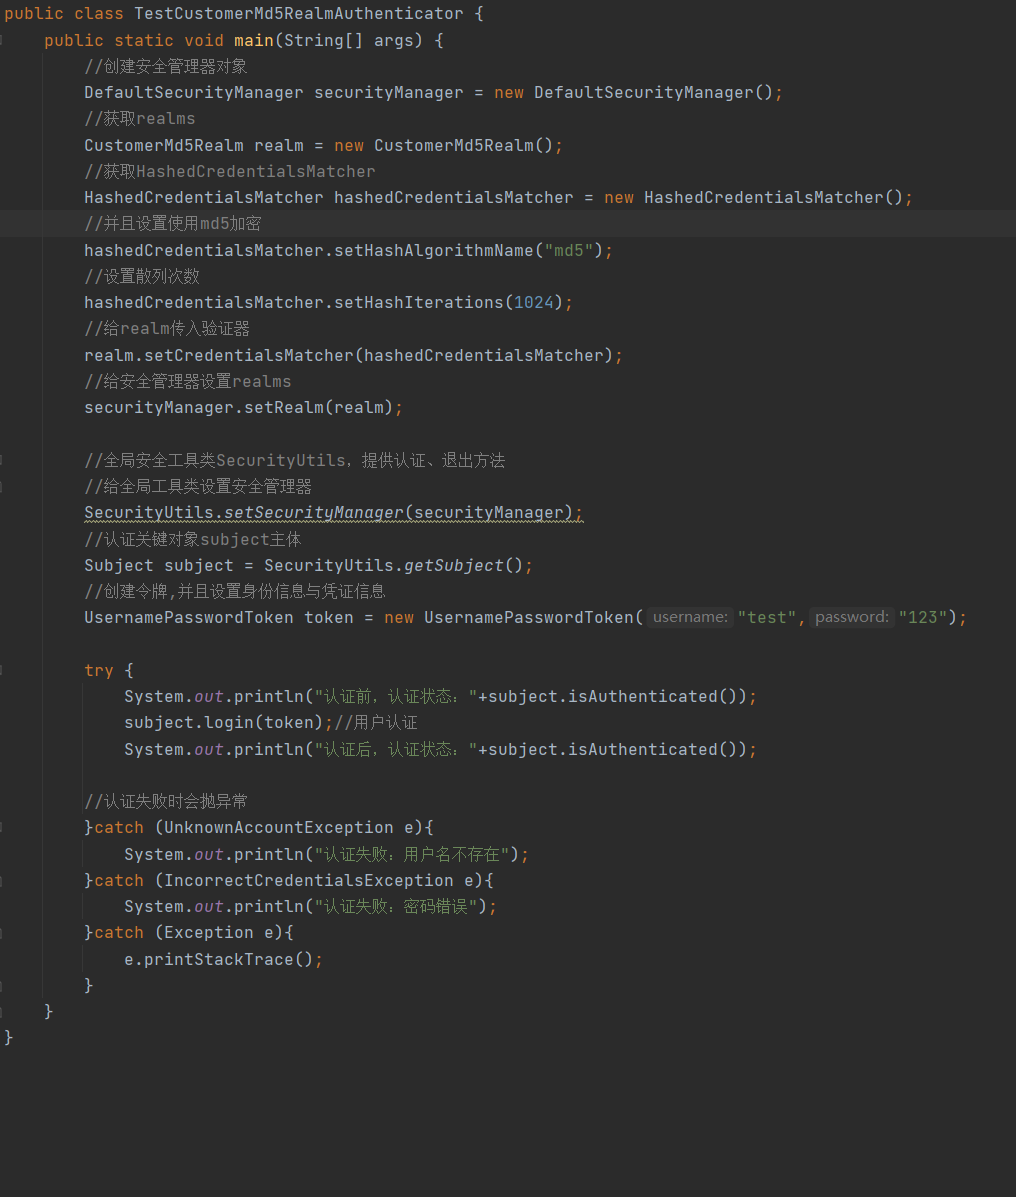 public class TestCustomerMd5RealmAuthenticator {
public static void main(String[] args) {
//创建安全管理器对象
DefaultSecurityManager securityManager = new DefaultSecurityManager();
//获取realms
CustomerMd5Realm realm = new CustomerMd5Realm();
//获取HashedCredentialsMatcher
HashedCredentialsMatcher hashedCredentialsMatcher = new HashedCredentialsMatcher();
//并且设置使用md5加密
hashedCredentialsMatcher.setHashAlgorithmName("md5");
//设置散列次数
hashedCredentialsMatcher.setHashIterations(1024);
//给realm传入验证器
realm.setCredentialsMatcher(hashedCredentialsMatcher);
//给安全管理器设置realms
securityManager.setRealm(realm);
//全局安全工具类SecurityUtils，提供认证、退出方法
//给全局工具类设置安全管理器
SecurityUtils.setSecurityManager(securityManager);
//认证关键对象subject主体
Subject subject = SecurityUtils.getSubject();
//创建令牌,并且设置身份信息与凭证信息
UsernamePasswordToken token = new UsernamePasswordToken( username: "test", password: "123");
try {
System.out.println("认证前，认证状态："+subject.isAuthenticated());
subject.login(token);//用户认证
System.out.println("认证后，认证状态："+subject.isAuthenticated());
//认证失败时会抛异常
}catch (UnknownAccountException e){
System.out.println("认证失败：用户名不存在");
}catch (IncorrectCredentialsException e){
System.out.println("认证失败：密码错误");
}catch (Exception e){
e.printStackTrace();
}
}
}